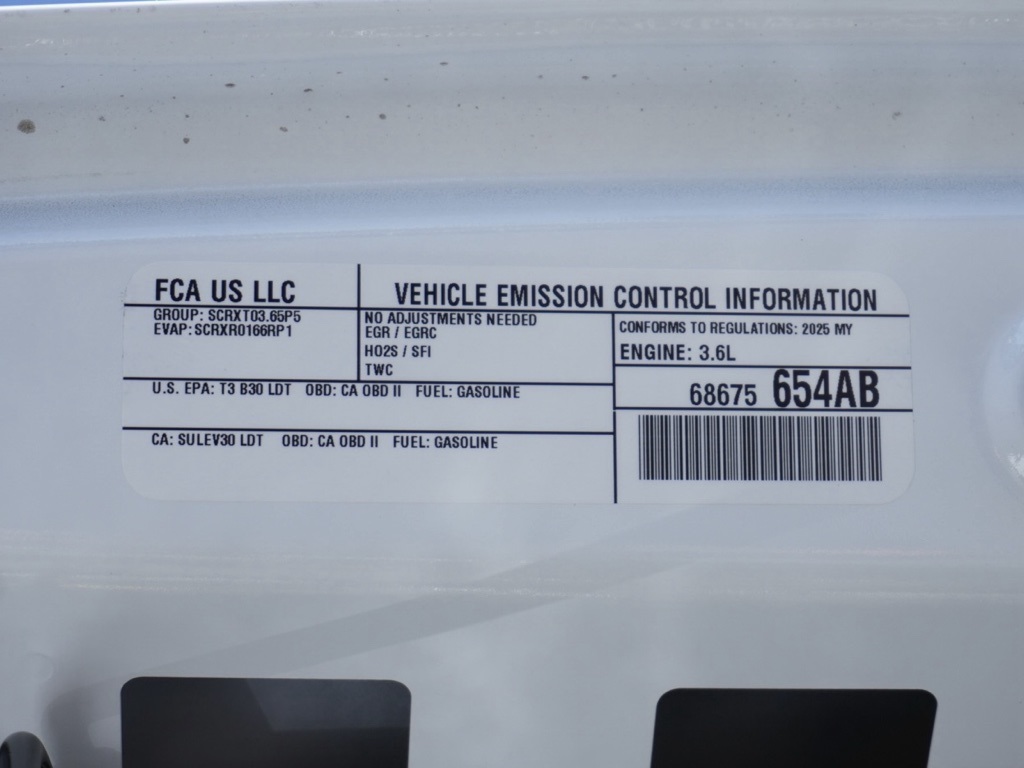 FCA US LLC
VEHICLE EMISSION CONTROL INFORMATION
GROUP: SCRXT03.65P5
EVAP: SCRXR0166RP1
NO ADJUSTMENTS NEEDED
EGR / EGRC
HO2S / SFI
TWC
CONFORMS TO REGULATIONS: 2025 MY
ENGINE: 3.6L
68675 654AB
U.S. EPA: T3 B30 LDT OBD: CA OBD II FUEL: GASOLINE
CA: SULEV30 LDT OBD: CA OBD II FUEL: GASOLINE